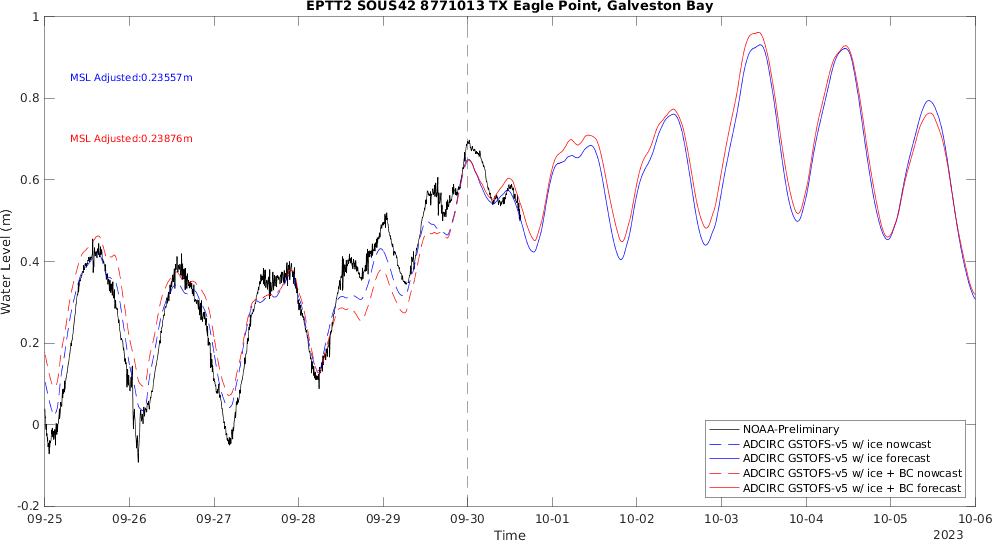 EPTT2 SOUS42 8771013 TX Eagle Point, Galveston Bay
MSL Adjusted:0.23557m
MSL Adjusted:0.23876m
Water Level (m)
1
0.8
0.6
0.4
0.2
0
-0.2
NOAA-Preliminary
ADCIRC GSTOFS-v5 w/ ice nowcast
ADCIRC GSTOFS-v5 w/ ice forecast
ADCIRC GSTOFS-v5 w/ ice + BC nowcast
ADCIRC GSTOFS-v5 w/ ice + BC forecast
09-25 09-26 09-27 09-28 09-29 09-30 10-01 10-02 10-03 10-04 10-05 10-06
Time
2023